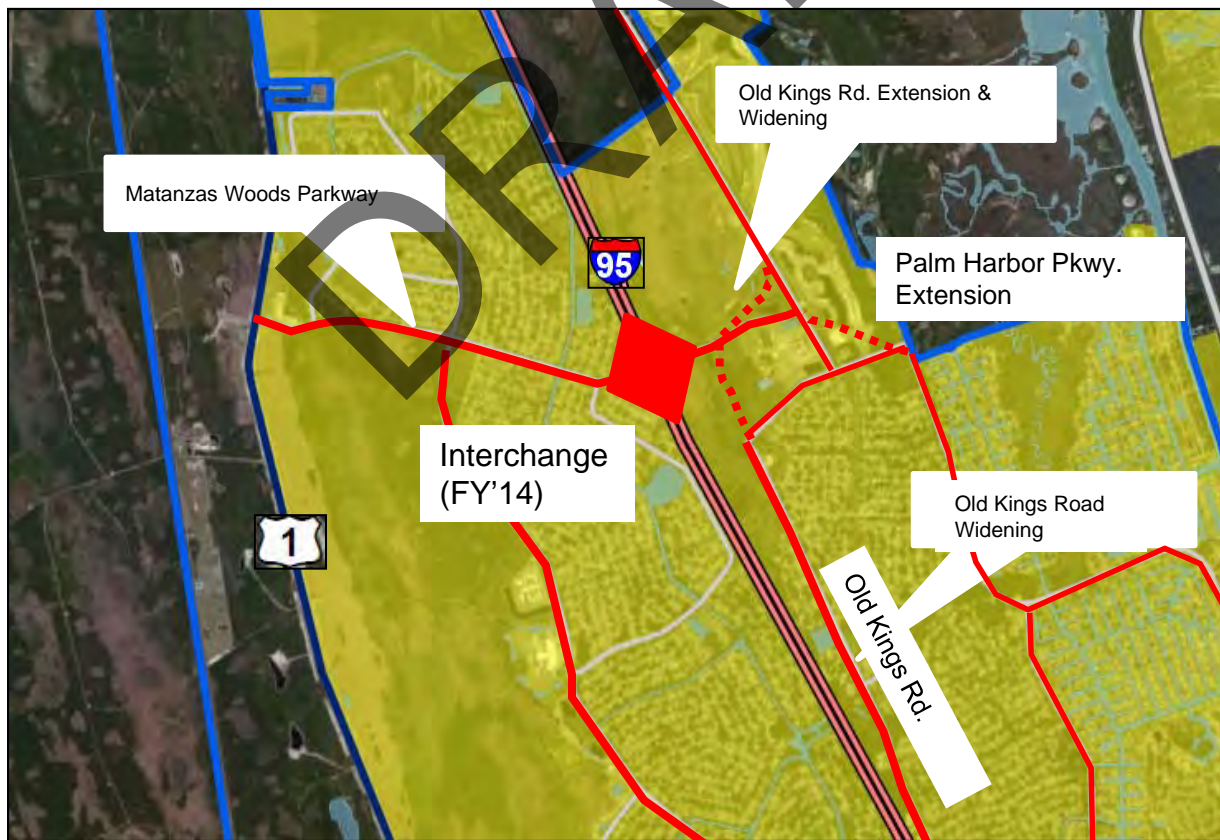 DRA
Old Kings Rd. Extension &
Widening
Matanzas Woods Parkway
95
Palm Harbor Pkwy.
Extension
Interchange
(FY'14)
Old Kings Road
Widening
1
Old Kings Rd.